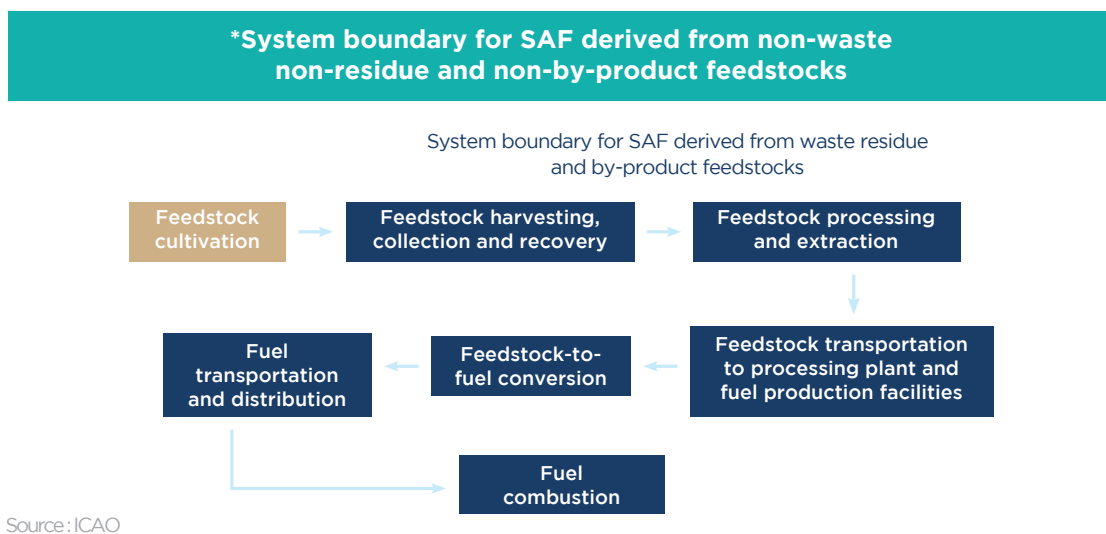 *System boundary for SAF derived from non-waste
non-residue and non-by-product feedstocks
System boundary for SAF derived from waste residue
and by-product feedstocks
Feedstock
cultivation
Feedstock harvesting,
collection and recovery
Feedstock processing
and extraction
Feedstock transportation
to processing plant and
fuel production facilities
Feedstock-to-
fuel conversion
Fuel
transportation
and distribution
Fuel
combustion
Source : ICAO